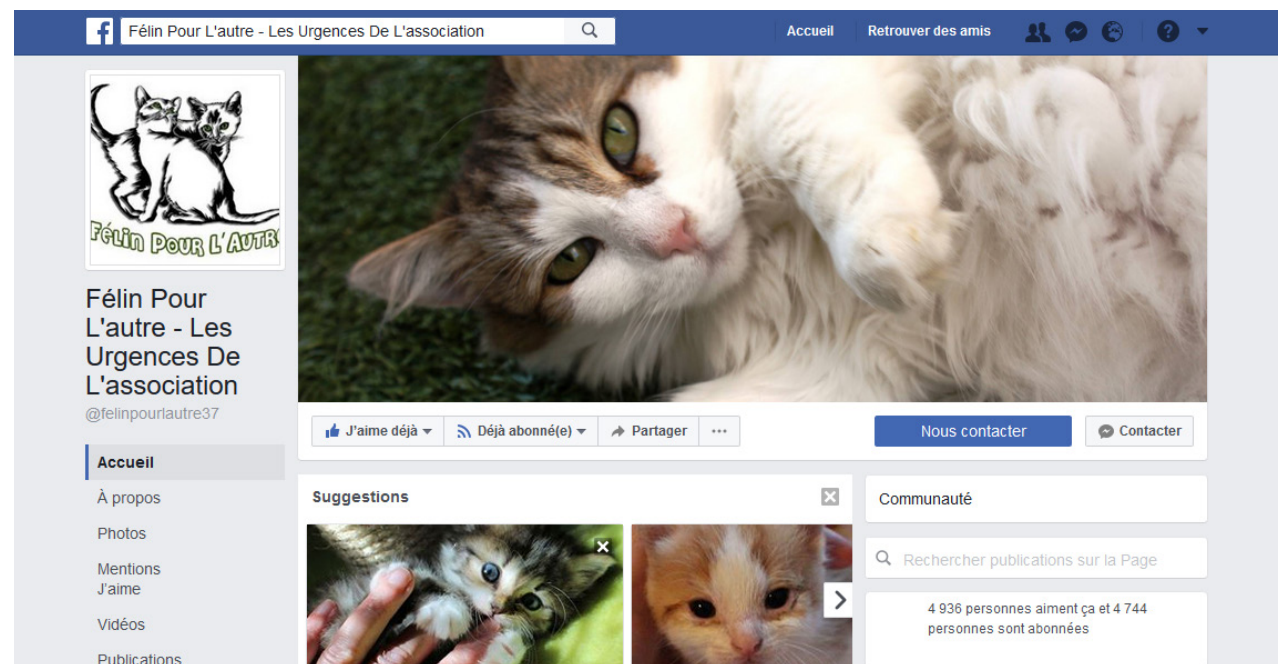 Félin Pour L'autre - Les Urgences De L'association
Accueil
Retrouver des amis
FÉLIN POUR L'AUTR
Félin Pour
L'autre - Les
Urgences De
L'association
@felinpourlautre37
J'aime déjà
Déjà abonné(e)
Partager
Nous contacter
Contacter
Accueil
À propos
Photos
Mentions
J'aime
Vidéos
Publications
Suggestions
Communauté
Rechercher publications sur la Page
4 936 personnes aiment ça et 4 744
personnes sont abonnées